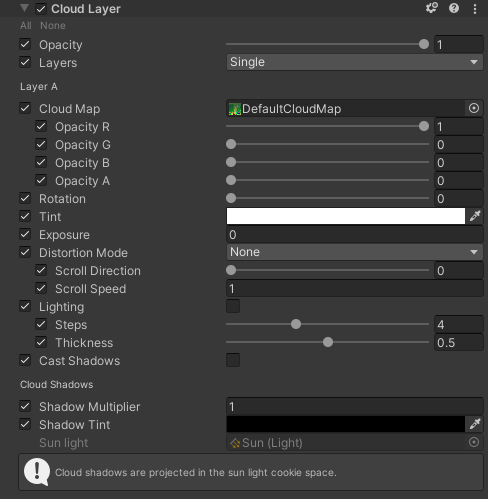 Cloud Layer
All None
Opacity 1
Layers Single
Layer A
Cloud Map DefaultCloudMap
Opacity R 1
Opacity G 0
Opacity B 0
Opacity A 0
Rotation 0
Tint
Exposure 0
Distortion Mode None
Scroll Direction 0
Scroll Speed 1
Lighting
Steps 4
Thickness 0.5
Cast Shadows
Cloud Shadows
Shadow Multiplier 1
Shadow Tint
Sun light Sun (Light)
Cloud shadows are projected in the sun light cookie space.